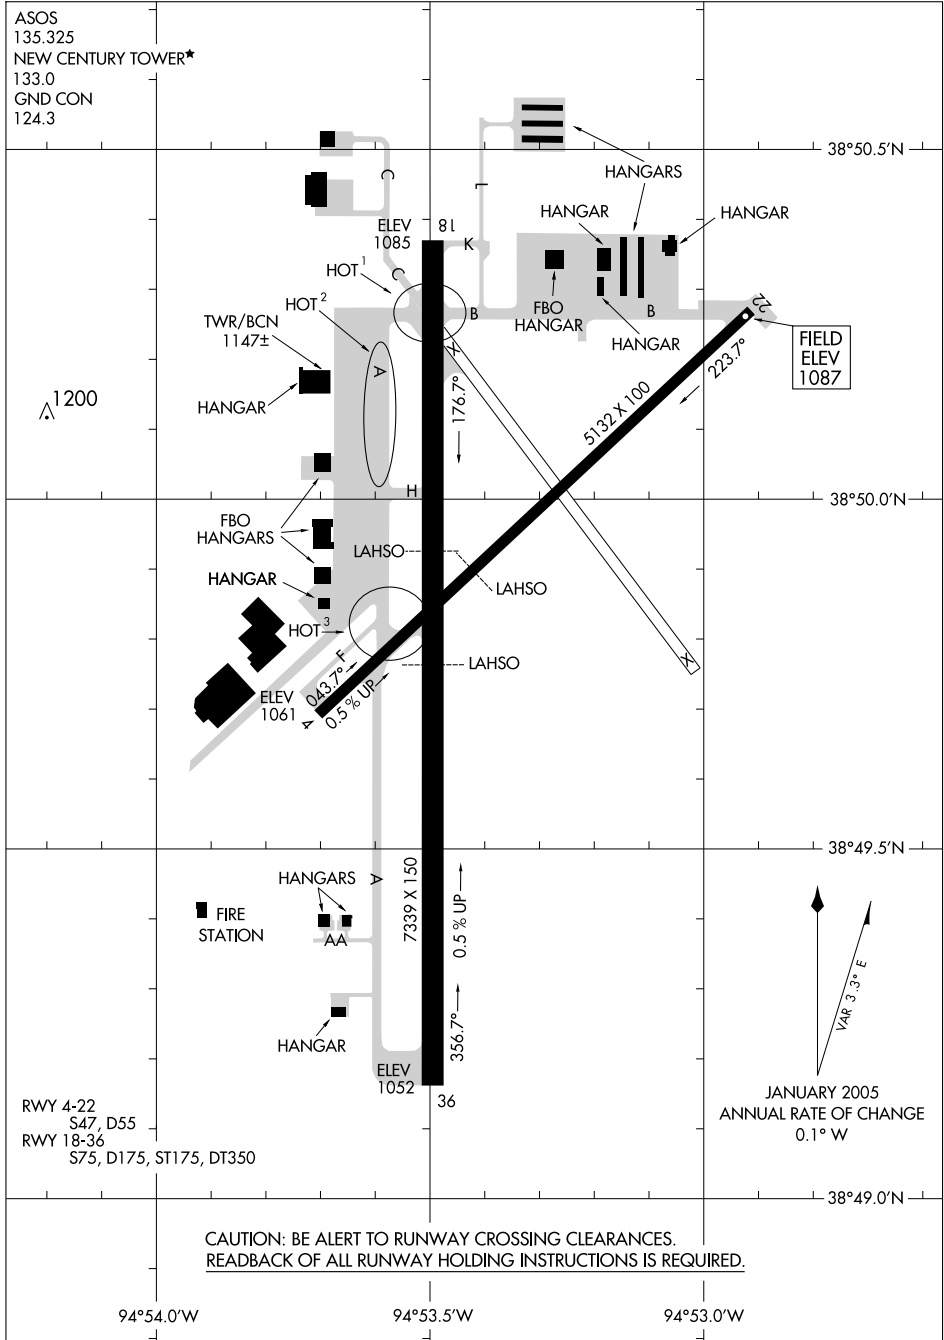 ASOS
135.325
NEW CENTURY TOWER★
133.0
GND CON
124.3
38°50.5'N
C
L
HANGARS
ELEV
1085
18
K
HANGAR
HANGAR
HOT 1
C
HOT 2
B
FBO
HANGAR
B
22
TWR/BCN
1147±
HANGAR
FIELD
ELEV
1087
X
A
223.7°
176.7°
1200
HANGAR
5132 X 100
H
38°50.0'N
FBO
HANGARS
LAHSO
HANGAR
LAHSO
HOT 3
F
LAHSO
X
043.7°
ELEV
1061
0.5 % UP
4
38°49.5'N
HANGARS
A
7339 X 150
0.5 % UP
FIRE
STATION
AA
VAR 3.3° E
356.7°
HANGAR
ELEV
1052
36
JANUARY 2005
ANNUAL RATE OF CHANGE
0.1° W
RWY 4-22
S47, D55
RWY 18-36
S75, D175, ST175, DT350
38°49.0'N
CAUTION: BE ALERT TO RUNWAY CROSSING CLEARANCES.
READBACK OF ALL RUNWAY HOLDING INSTRUCTIONS IS REQUIRED.
94°54.0'W
94°53.5'W
94°53.0'W